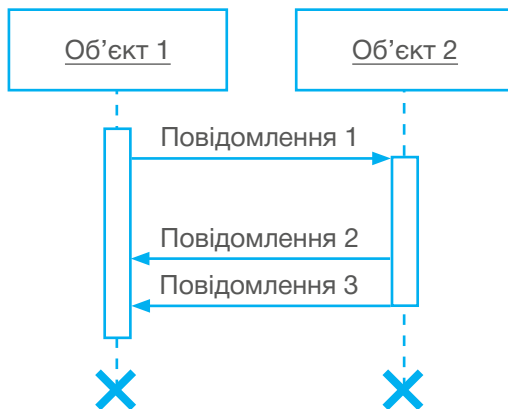 Об’єкт 1
Об’єкт 2
Повідомлення 1
Повідомлення 2
Повідомлення 3